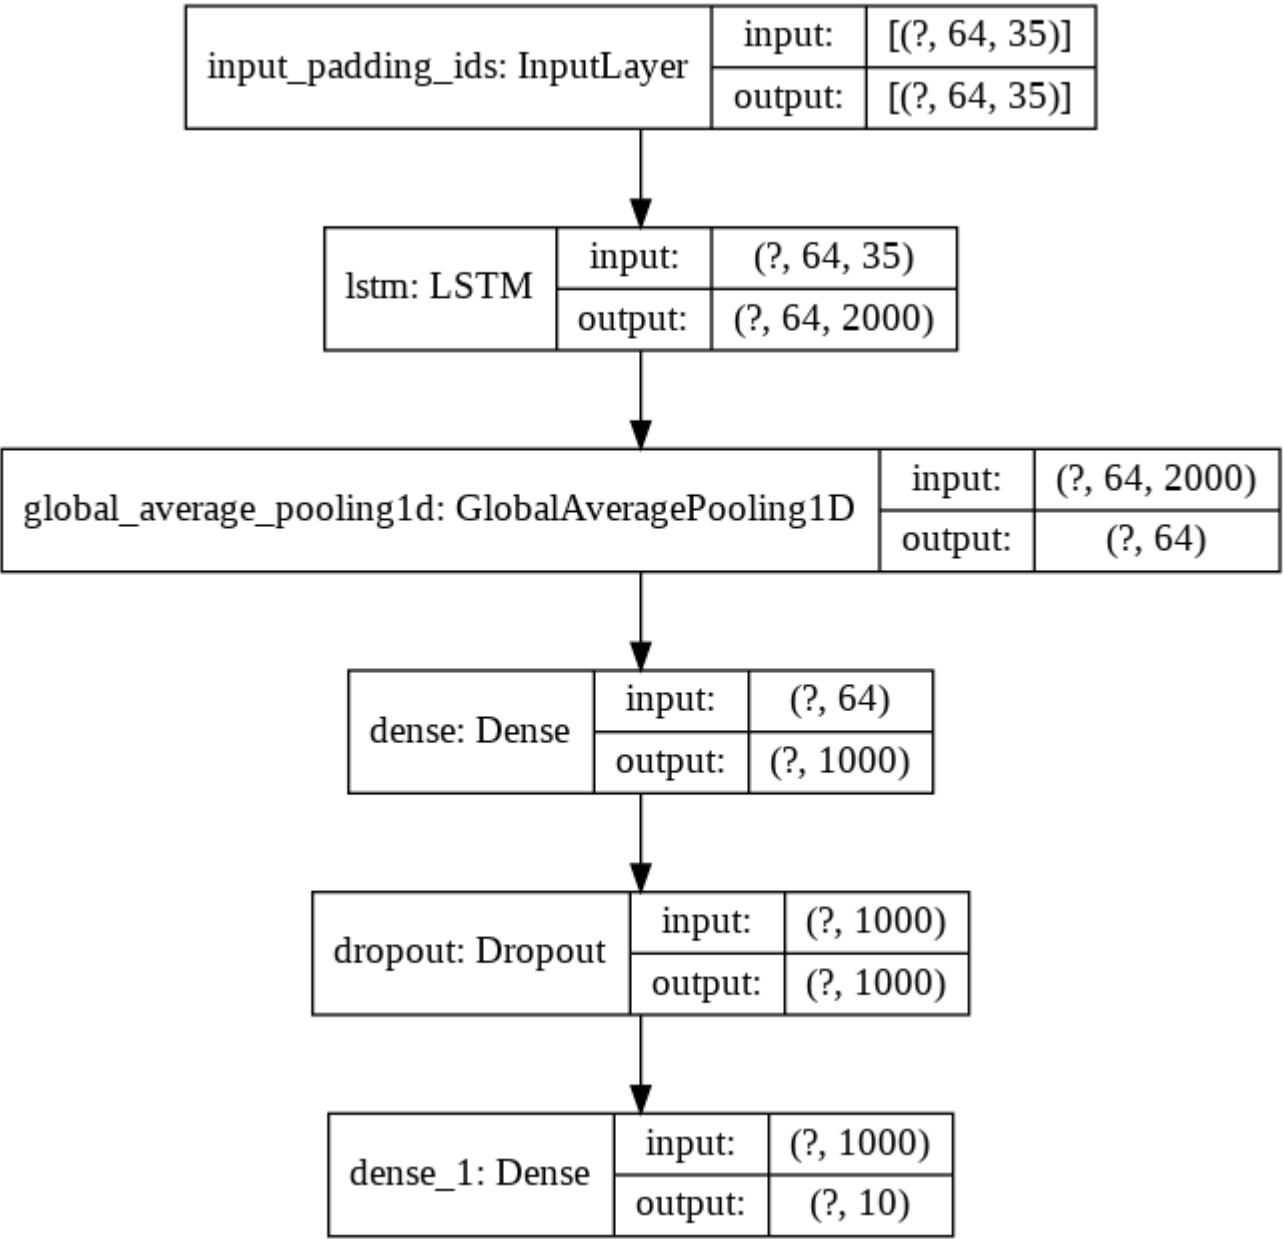 input_padding_ids: InputLayer
input: [(?, 64, 35)]
output: [(?, 64, 35)]
lstm: LSTM
input: (?, 64, 35)
output: (?, 64, 2000)
global_average_pooling1d: GlobalAveragePooling1D
input: (?, 64, 2000)
output: (?, 64)
dense: Dense
input: (?, 64)
output: (?, 1000)
dropout: Dropout
input: (?, 1000)
output: (?, 1000)
dense_1: Dense
input: (?, 1000)
output: (?, 10)